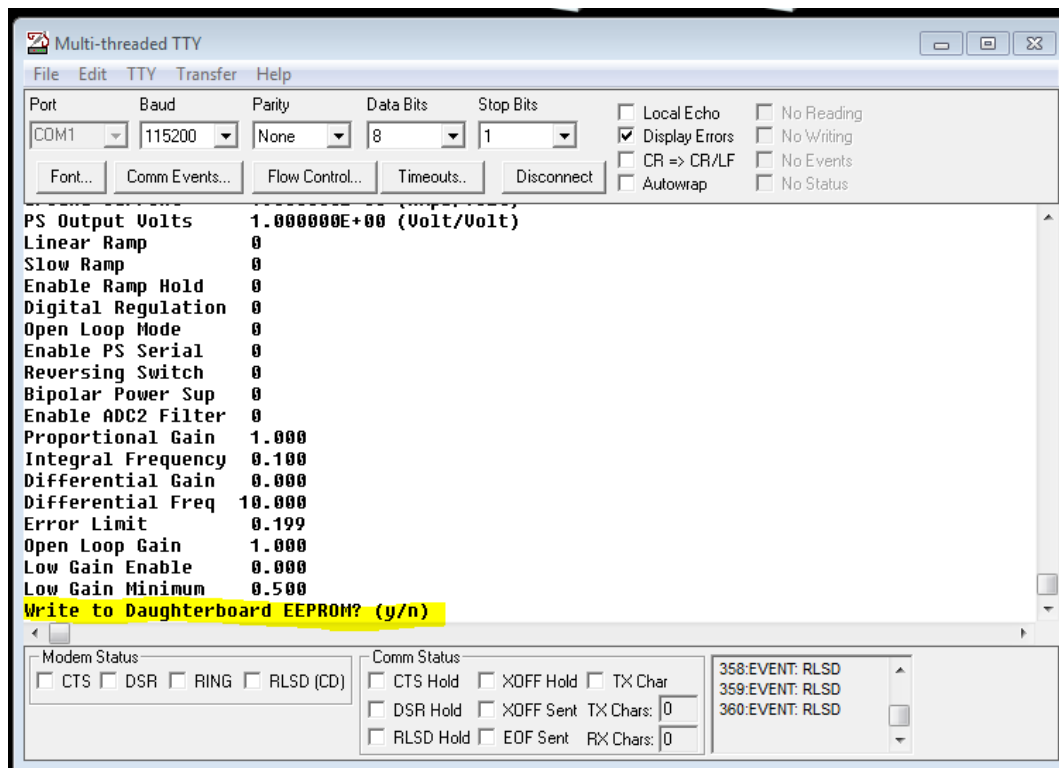 Multi-threaded TTY
File Edit TTY Transfer Help
Port Baud Parity Data Bits Stop Bits
COM1 115200 None 8 1
Local Echo No Reading
Display Errors No Writing
CR => CR/LF No Events
Autowrap No Status
Font... Comm Events... Flow Control... Timeouts.. Disconnect
PS Output Volts 1.000000E+00 (Volt/Volt)
Linear Ramp 0
Slow Ramp 0
Enable Ramp Hold 0
Digital Regulation 0
Open Loop Mode 0
Enable PS Serial 0
Reversing Switch 0
Bipolar Power Sup 0
Enable ADC2 Filter 0
Proportional Gain 1.000
Integral Frequency 0.100
Differential Gain 0.000
Differential Freq 10.000
Error Limit 0.199
Open Loop Gain 1.000
Low Gain Enable 0.000
Low Gain Minimum 0.500
Write to Daughterboard EEPROM? (y/n)
Modem Status
CTS DSR RING RLSD (CD)
Comm Status
CTS Hold XOFF Hold TX Char
DSR Hold XOFF Sent TX Chars: 0
RLSD Hold EOF Sent RX Chars: 0
358:EVENT: RLSD
359:EVENT: RLSD
360:EVENT: RLSD